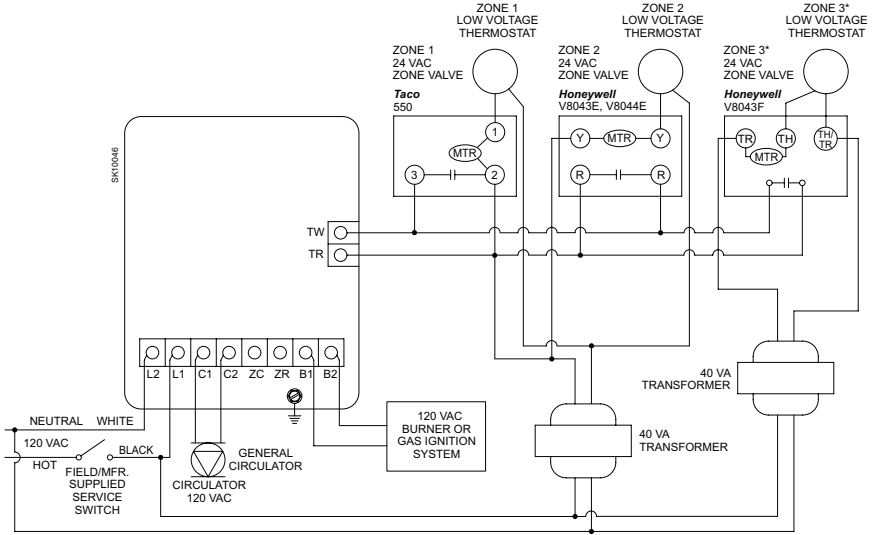 ZONE 1
LOW VOLTAGE
THERMOSTAT
ZONE 2
LOW VOLTAGE
THERMOSTAT
ZONE 3*
LOW VOLTAGE
THERMOSTAT
ZONE 1
24 VAC
ZONE VALVE
Taco
550
ZONE 2
24 VAC
ZONE VALVE
Honeywell
V8043E, V8044E
ZONE 3*
24 VAC
ZONE VALVE
Honeywell
V8043F
1
MTR
3
2
Y
MTR
Y
R
R
TR
TH
TH/
TR
MTR
SK10046
TW
TR
L2
L1
C1
C2
ZC
ZR
B1
B2
NEUTRAL
WHITE
120 VAC
HOT
BLACK
FIELD/MFR.
SUPPLIED
SERVICE
SWITCH
GENERAL
CIRCULATOR
CIRCULATOR
120 VAC
120 VAC
BURNER OR
GAS IGNITION
SYSTEM
40 VA
TRANSFORMER
40 VA
TRANSFORMER